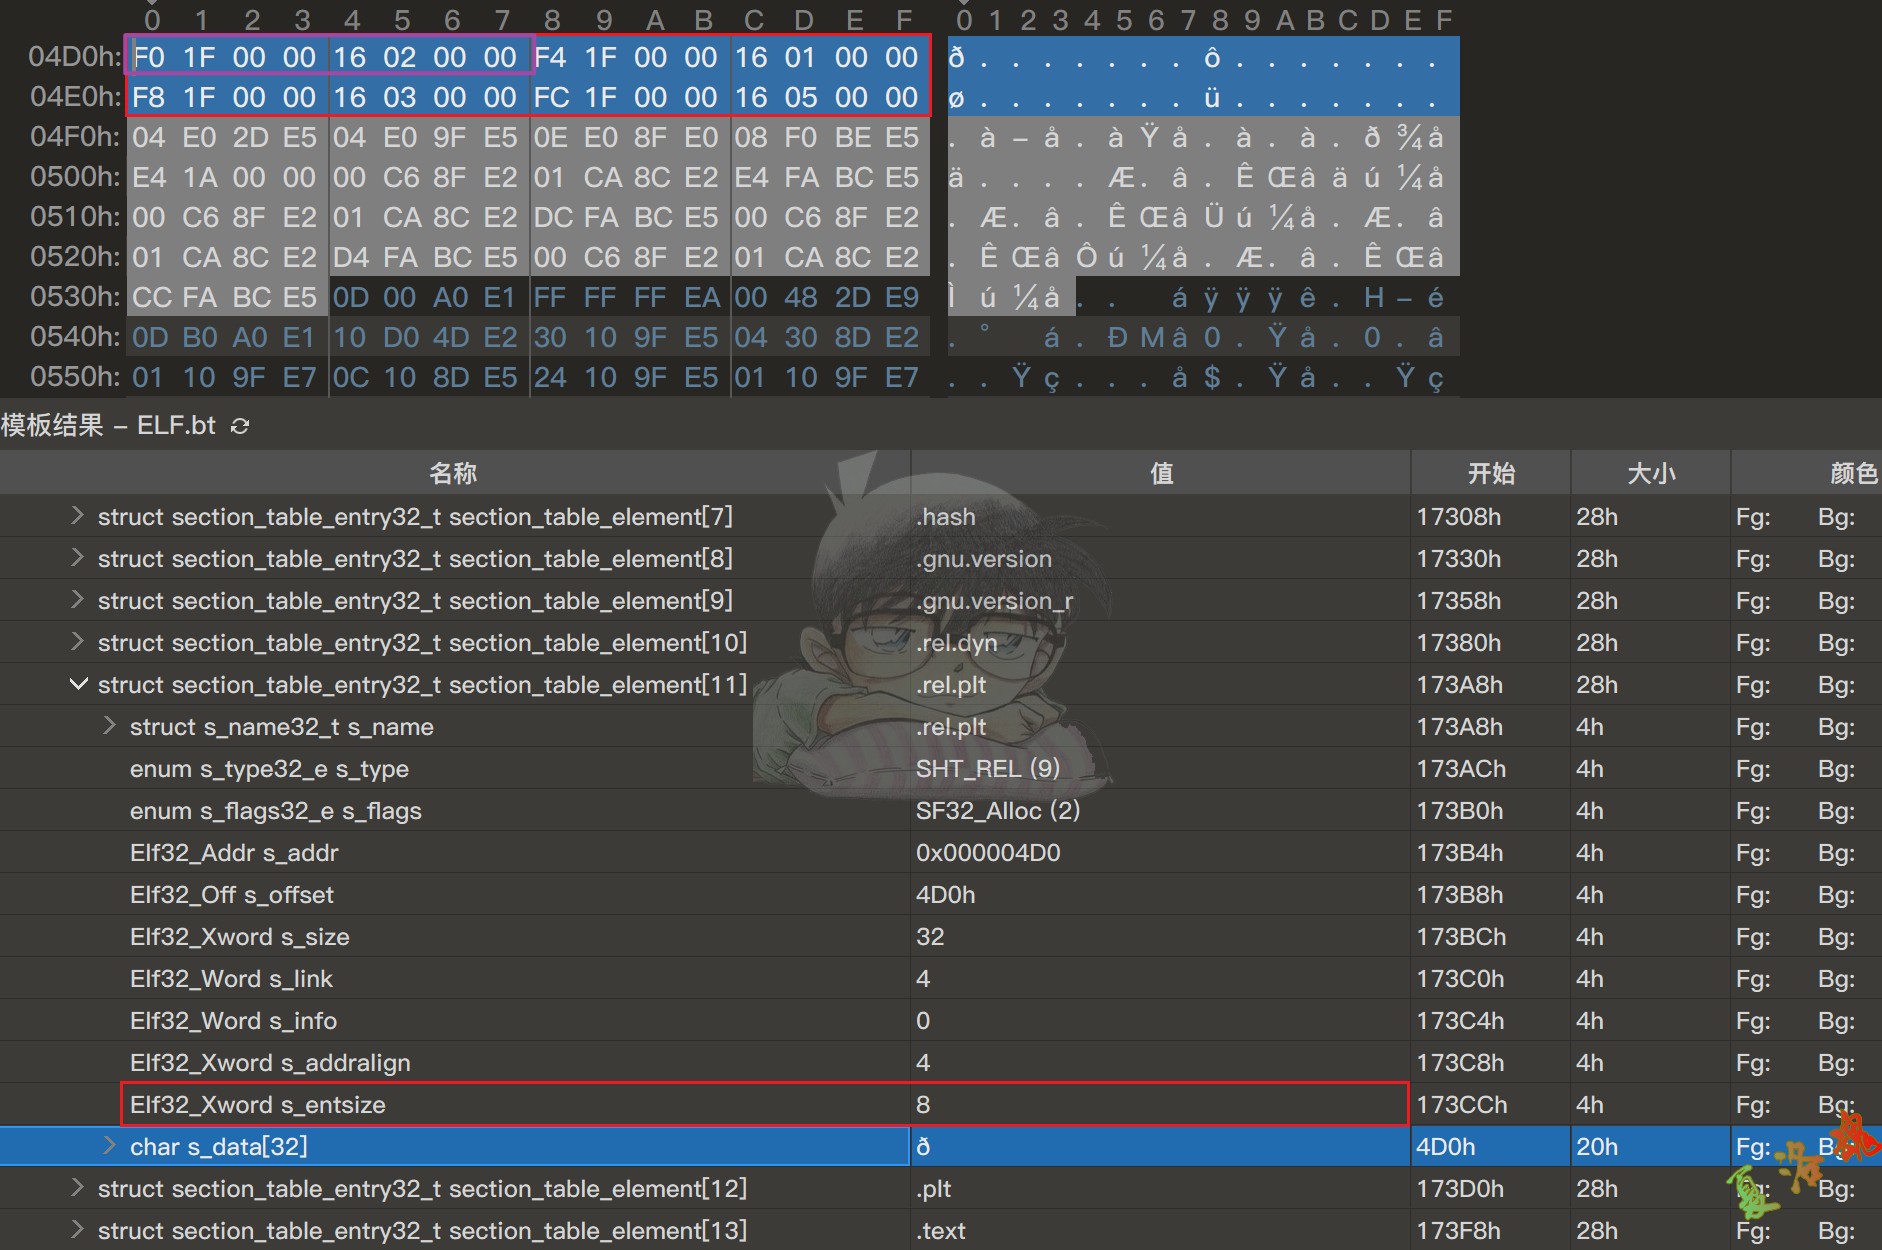 0 1 2 3 4 5 6 7 8 9 A B C D E F 0 1 2 3 4 5 6 7 8 9 A B C D E F
04D0h: F0 1F 00 00 16 02 00 00 F4 1F 00 00 16 01 00 00 ð . . . . . . . ô . . . . . . .
04E0h: F8 1F 00 00 16 03 00 00 FC 1F 00 00 16 05 00 00 ø . . . . . . . ü . . . . . . .
04F0h: 04 E0 2D E5 04 E0 9F E5 0E E0 8F E0 08 F0 BE E5 . à – å . à Ÿ å . à . à . ð ¾ å
0500h: E4 1A 00 00 00 C6 8F E2 01 CA 8C E2 E4 FA BC E5 ä . . . . Æ . â . Ê Œ â ä ú ¼ å
0510h: 00 C6 8F E2 01 CA 8C E2 DC FA BC E5 00 C6 8F E2 . Æ . â . Ê Œ â Ü ú ¼ å . Æ . â
0520h: 01 CA 8C E2 D4 FA BC E5 00 C6 8F E2 01 CA 8C E2 . Ê Œ â Ô ú ¼ å . Æ . â . Ê Œ â
0530h: CC FA BC E5 0D 00 A0 E1 FF FF FF EA 00 48 2D E9 Ì ú ¼ å . . á ÿ ÿ ÿ ê . H – é
0540h: 0D B0 A0 E1 10 D0 4D E2 30 10 9F E5 04 30 8D E2 . ° á . Ð M â 0 . Ÿ å . 0 . â
0550h: 01 10 9F E7 0C 10 8D E5 24 10 9F E5 01 10 9F E7 . . Ÿ ç . . . å $ . Ÿ å . . Ÿ ç
模板结果 – ELF.bt
名称 值 开始 大小 颜色
struct section_table_entry32_t section_table_element[7] .hash 17308h 28h Fg: Bg:
struct section_table_entry32_t section_table_element[8] .gnu.version 17330h 28h Fg: Bg:
struct section_table_entry32_t section_table_element[9] .gnu.version_r 17358h 28h Fg: Bg:
struct section_table_entry32_t section_table_element[10] .rel.dyn 17380h 28h Fg: Bg:
struct section_table_entry32_t section_table_element[11] .rel.plt 173A8h 28h Fg: Bg:
struct s_name32_t s_name .rel.plt 173A8h 4h Fg: Bg:
enum s_type32_e s_type SHT_REL (9) 173ACh 4h Fg: Bg:
enum s_flags32_e s_flags SF32_Alloc (2) 173B0h 4h Fg: Bg:
Elf32_Addr s_addr 0x000004D0 173B4h 4h Fg: Bg:
Elf32_Off s_offset 4D0h 173B8h 4h Fg: Bg:
Elf32_Xword s_size 32 173BCh 4h Fg: Bg:
Elf32_Word s_link 4 173C0h 4h Fg: Bg:
Elf32_Word s_info 0 173C4h 4h Fg: Bg:
Elf32_Xword s_addralign 4 173C8h 4h Fg: Bg:
Elf32_Xword s_entsize 8 173CCh 4h Fg: Bg:
char s_data[32] ð 4D0h 20h Fg: Bg:
struct section_table_entry32_t section_table_element[12] .plt 173D0h 28h Fg: Bg:
struct section_table_entry32_t section_table_element[13] .text 173F8h 28h Fg: Bg: